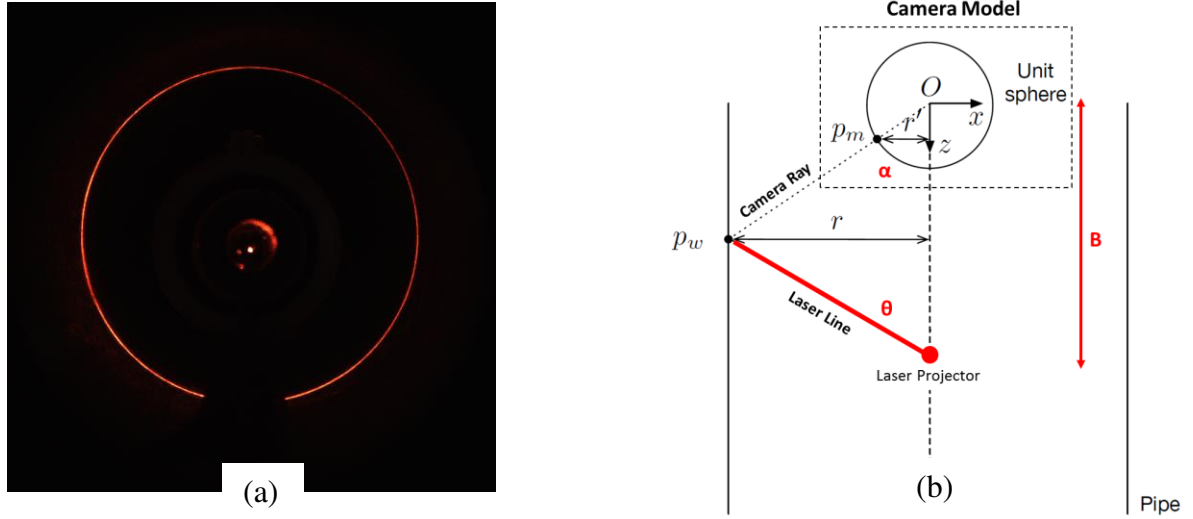 Camera Model
Unit
sphere
O
x
r′
p_m
z
α
Camera Ray
r
p_w
B
θ
Laser Line
Laser Projector
(a)
(b)
Pipe